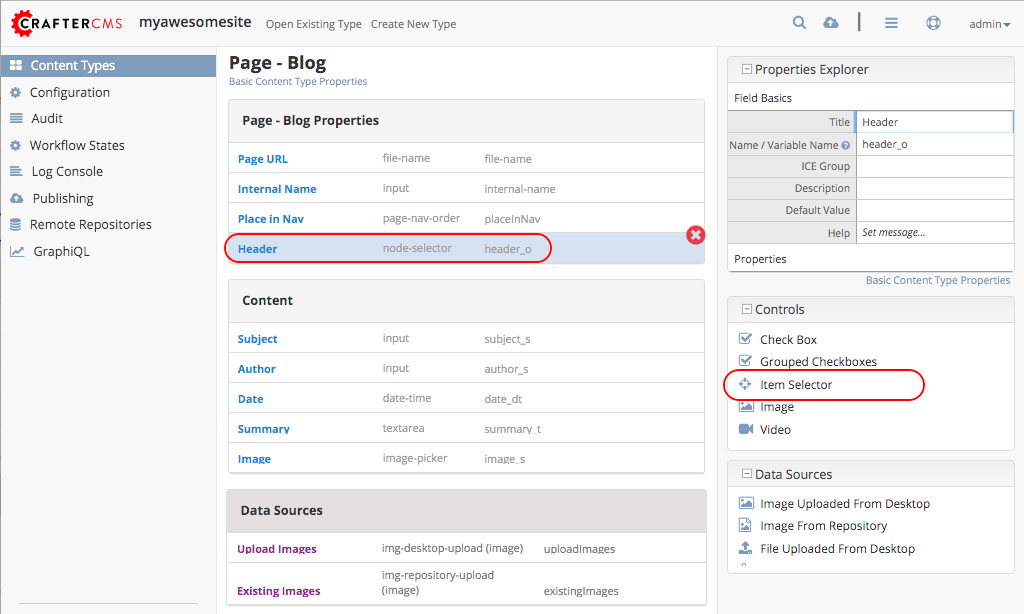 CRAFTERCMS myawesomesite Open Existing Type Create New Type admin
Content Types
Configuration
Audit
Workflow States
Log Console
Publishing
Remote Repositories
GraphiQL
Page - Blog
Basic Content Type Properties
Page - Blog Properties
Page URL file-name file-name
Internal Name input internal-name
Place in Nav page-nav-order placeInNav
Header node-selector header_o
Content
Subject input subject_s
Author input author_s
Date date-time date_dt
Summary textarea summary_t
Image image-picker image_s
Data Sources
Upload Images img-desktop-upload (image) uploadImages
img-repository-upload
Existing Images (image) existingImages
Properties Explorer
Field Basics
Title Header
Name / Variable Name ? header_o
ICE Group
Description
Default Value
Help Set message...
Properties
Basic Content Type Properties
Controls
Check Box
Grouped Checkboxes
Item Selector
Image
Video
Data Sources
Image Uploaded From Desktop
Image From Repository
File Uploaded From Desktop